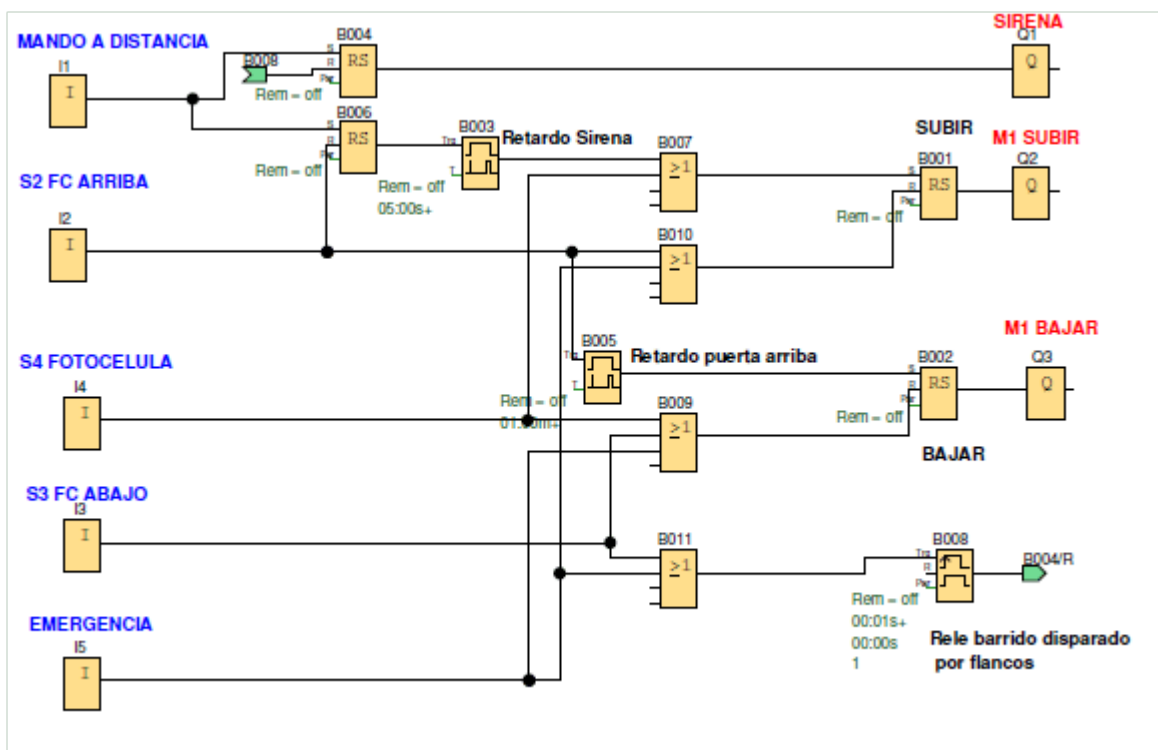 SIRENA
MANDO A DISTANCIA
B004
Q1
I1
S
R
Par
RS
Q
I
B008
Rem = off
B006
S
R
Par
RS
B003
Retardo Sirena
SUBIR
Trg
T
B007
M1 SUBIR
≥1
B001
Q2
Rem = off
S2 FC ARRIBA
Rem = off
05:00s+
S
R
Par
RS
Q
I2
Rem = off
I
B010
≥1
M1 BAJAR
B005
Retardo puerta arriba
B002
Q3
S4 FOTOCELULA
Trg
T
S
R
Par
RS
Q
I4
Rem = off
B009
Rem = off
I
≥1
BAJAR
S3 FC ABAJO
I3
I
B011
B008
≥1
Trg
R
Par
B004/R
Rem = off
00:01s+
00:00s
1
EMERGENCIA
Rele barrido disparado
por flancos
I5
I